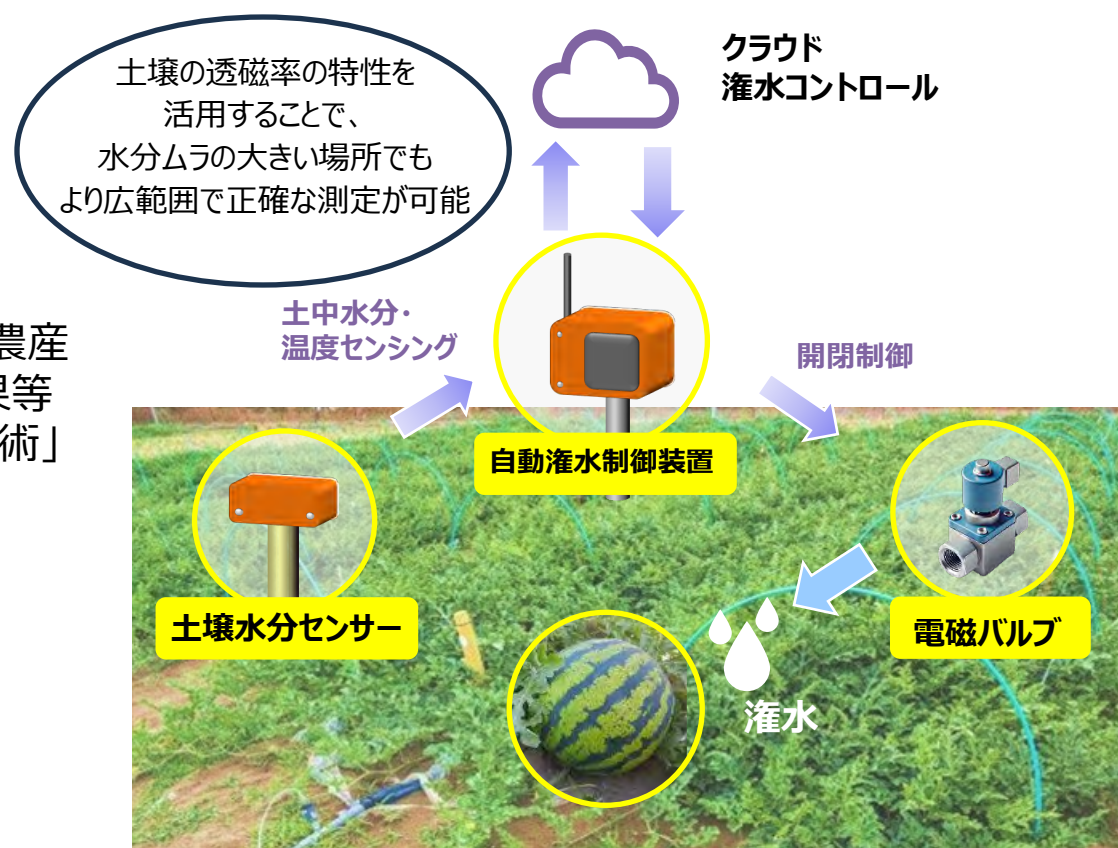 土壌の透磁率の特性を
活用することで、
水分ムラの大きい場所でも
より広範囲で正確な測定が可能
クラウド
潅水コントロール
土中水分・
温度センシング
開閉制御
農産
果等
術」
自動潅水制御装置
土壌水分センサー
電磁バルブ
潅水